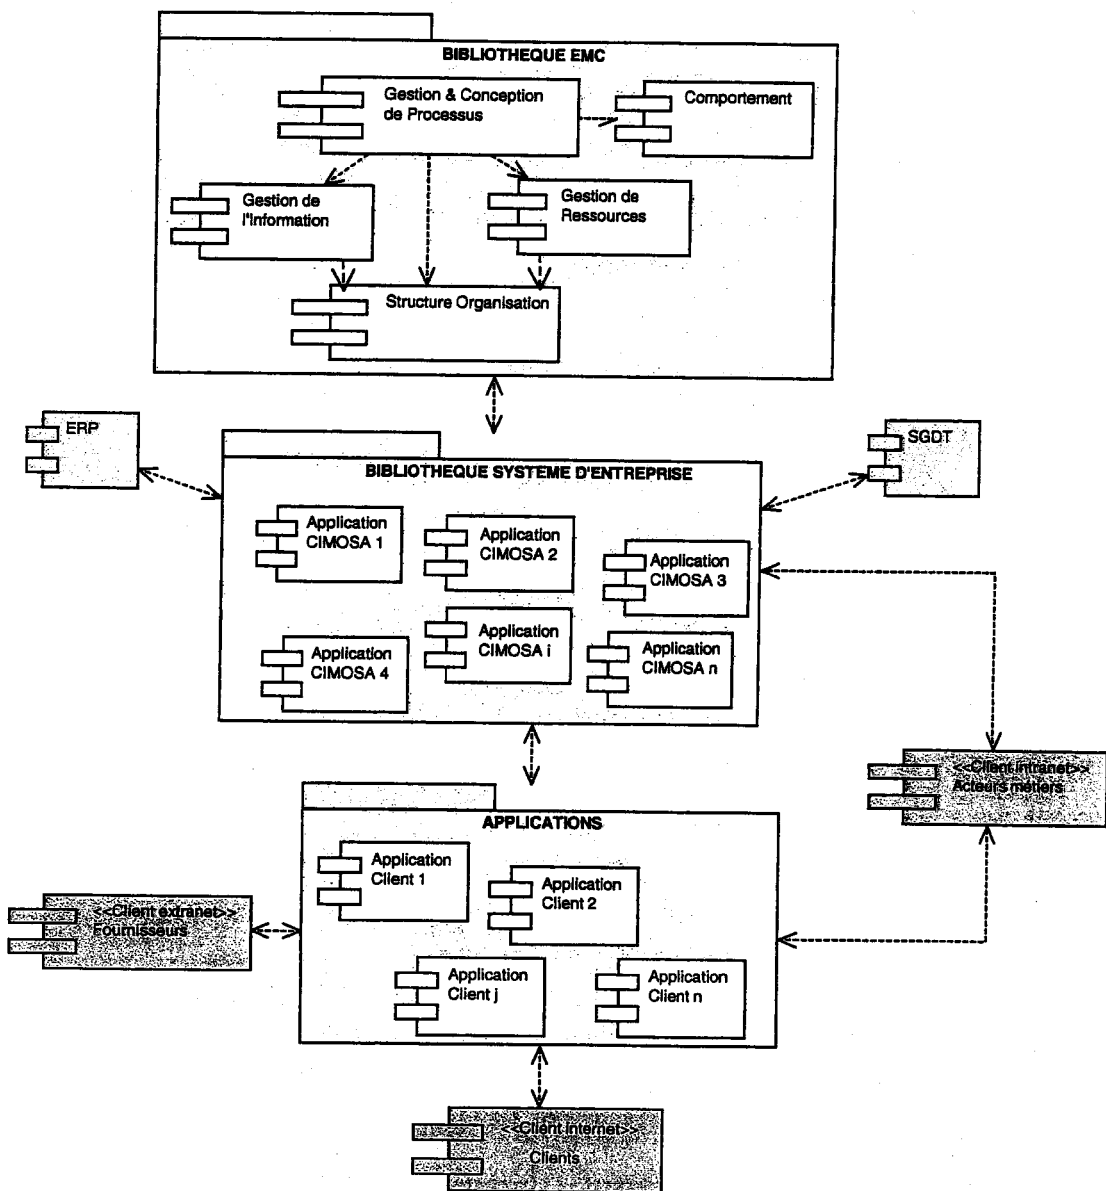 BIBLIOTHEQUE EMC
Gestion & Conception
de Processus
Comportement
Gestion de
l"Information
Gestion de
Ressources
Structure Organisation
ERP
SGDT
BIBLIOTHEQUE SYSTEME D'ENTREPRISE
Application
CIMOSA 1
Application
CIMOSA 2
Application
CIMOSA 3
Application
CIMOSA 4
Application
CIMOSA i
Application
CIMOSA n
<<Client intranet>>
Acteurs métiers
APPLICATIONS
Application
Client 1
Application
Client 2
<<Client extranet>>
Fournisseurs
Application
Client j
Application
Client n
<<Client internet>>
Clients